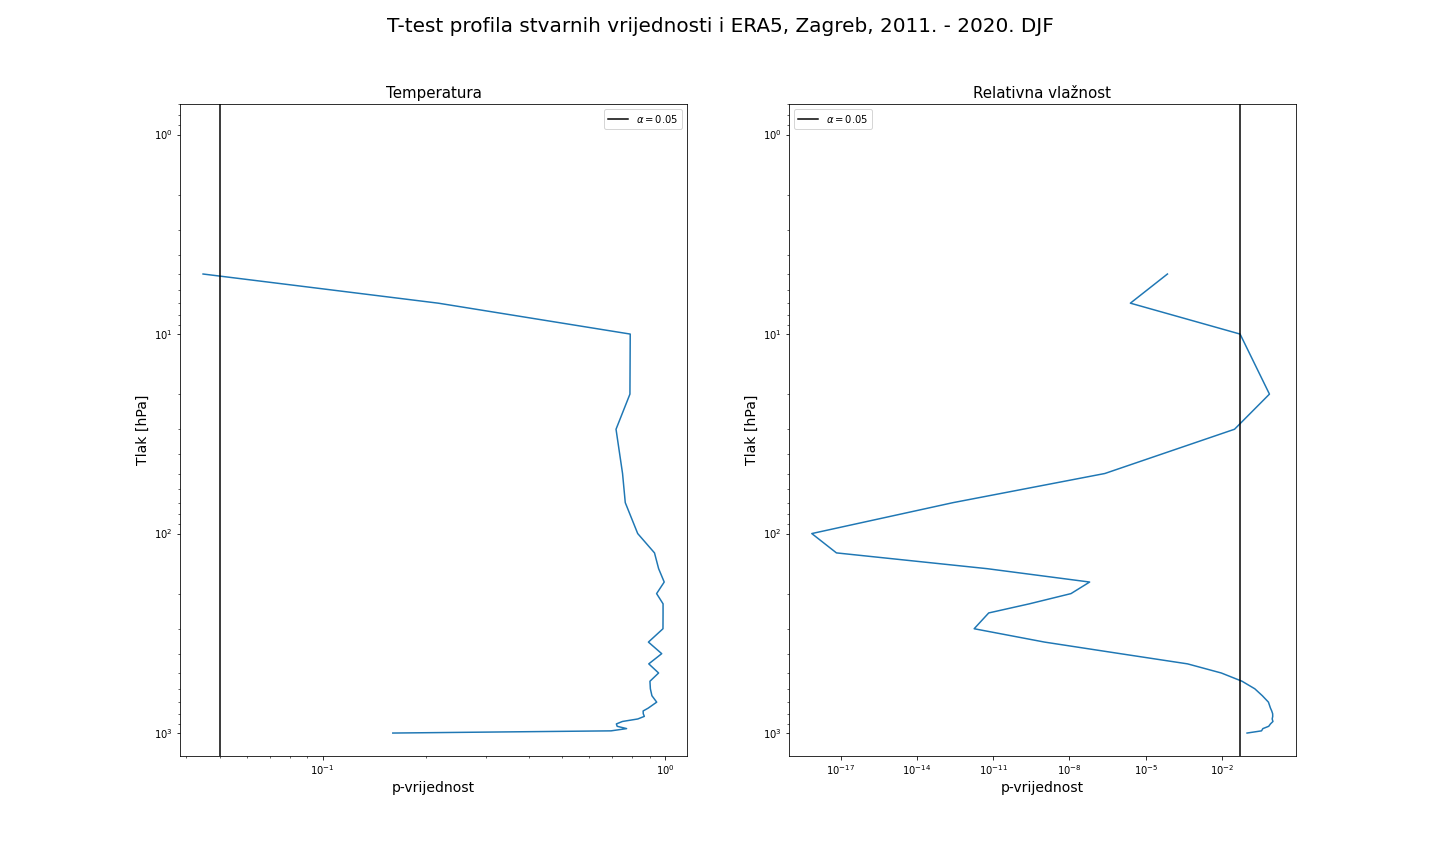 T-test profila stvarnih vrijednosti i ERA5, Zagreb, 2011. - 2020. DJF
Temperatura
α = 0.05
10⁰
10¹
10²
10³
Tlak [hPa]
10⁻¹
10⁰
p-vrijednost
Relativna vlažnost
α = 0.05
10⁰
10¹
10²
10³
Tlak [hPa]
10⁻¹⁷
10⁻¹⁴
10⁻¹¹
10⁻⁸
10⁻⁵
10⁻²
p-vrijednost